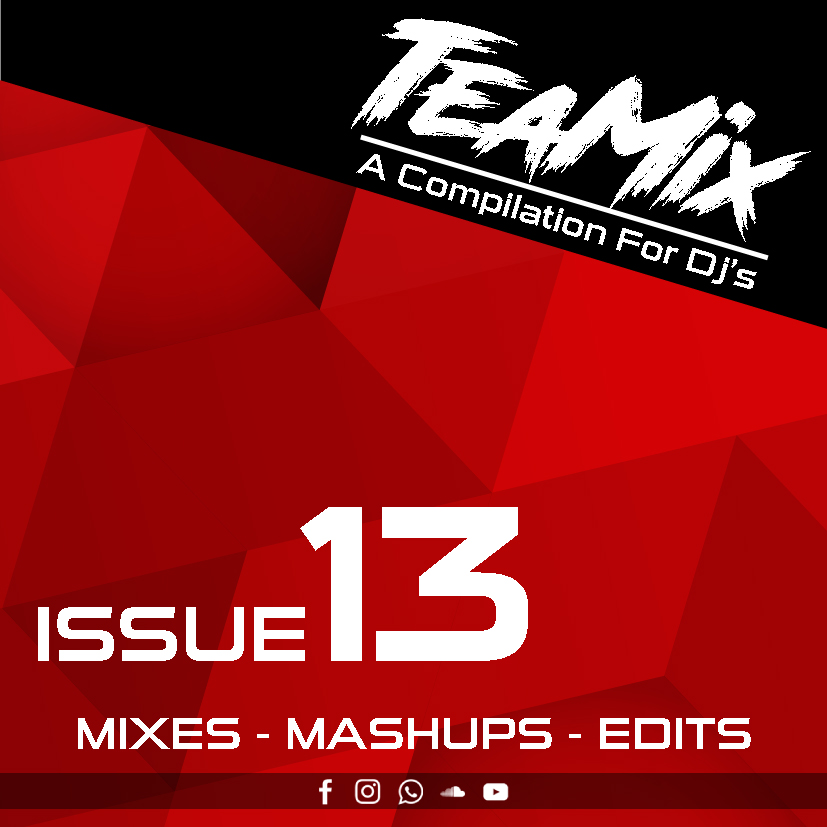 TEAMIX
A Compilation For Dj's
ISSUE 13
MIXES - MASHUPS - EDITS